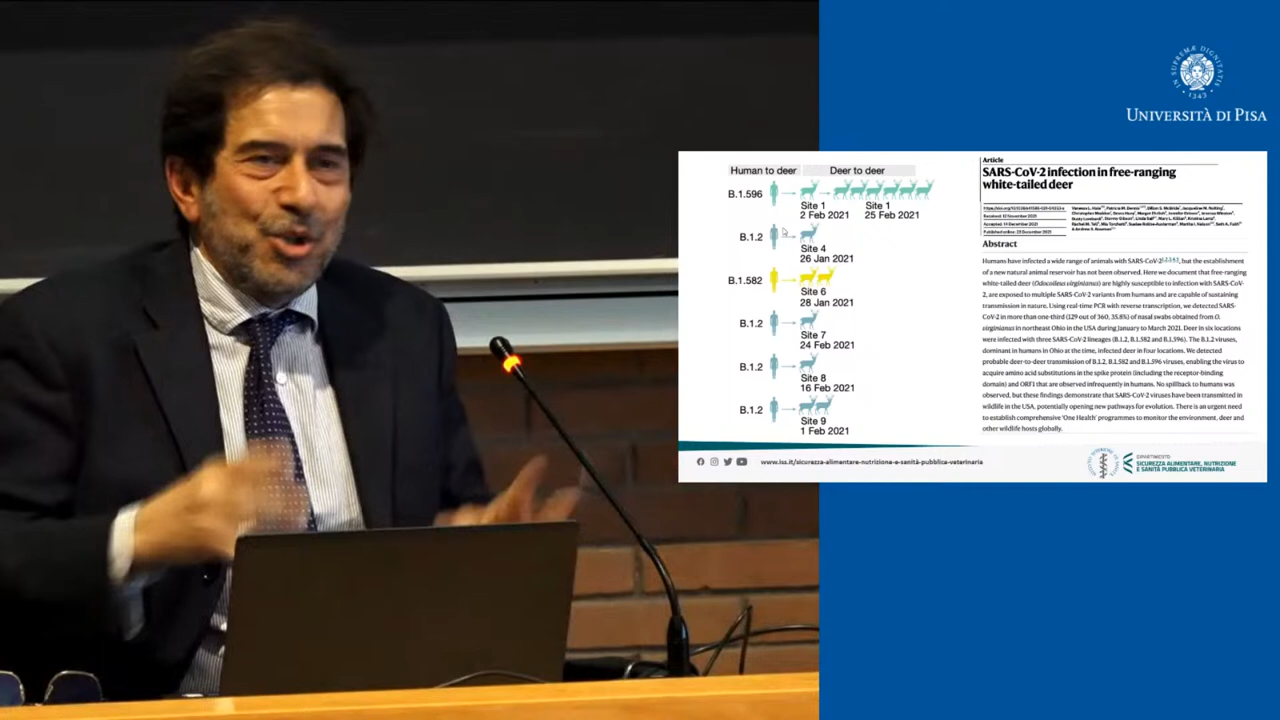 IN SUPREMÆ DIGNITATIS
1343
UNIVERSITÀ DI PISA
Human to deer
Deer to deer
B.1.596
Site 1
2 Feb 2021
Site 1
25 Feb 2021
B.1.2
Site 4
26 Jan 2021
B.1.582
Site 6
28 Jan 2021
B.1.2
Site 7
24 Feb 2021
B.1.2
Site 8
16 Feb 2021
B.1.2
Site 9
1 Feb 2021
Article
SARS-CoV-2 infection in free-ranging
white-tailed deer
Abstract
Humans have infected a wide range of animals with SARS-CoV-2, but the establishment
of a new natural animal reservoir has not been observed. Here we document that free-ranging
white-tailed deer (Odocoileus virginianus) are highly susceptible to infection with SARS-CoV-
2, are exposed to multiple SARS-CoV-2 variants from humans and are capable of sustaining
transmission in nature. Using real-time PCR with reverse transcription, we detected SARS-
CoV-2 in more than one-third (129 out of 360, 35.8%) of nasal swabs obtained from O.
virginianus in northeast Ohio in the USA during January to March 2021. Deer in six locations
were infected with three SARS-CoV-2 lineages (B.1.2, B.1.582 and B.1.596). The B.1.2 viruses,
dominant in humans in Ohio at the time, infected deer in four locations. We detected
probable deer-to-deer transmission of B.1.2, B.1.582 and B.1.596 viruses, enabling the virus to
acquire amino acid substitutions in the spike protein (including the receptor-binding
domain) and ORF1 that are observed infrequently in humans. No spillback to humans was
observed, but these findings demonstrate that SARS-CoV-2 viruses have been transmitted in
wildlife in the USA, potentially opening new pathways for evolution. There is an urgent need
to establish comprehensive 'One Health' programmes to monitor the environment, deer and
other wildlife hosts globally.
www.iss.it/sicurezza-alimentare-nutrizione-e-sanità-pubblica-veterinaria
DIPARTIMENTO
SICUREZZA ALIMENTARE, NUTRIZIONE
E SANITÀ PUBBLICA VETERINARIA